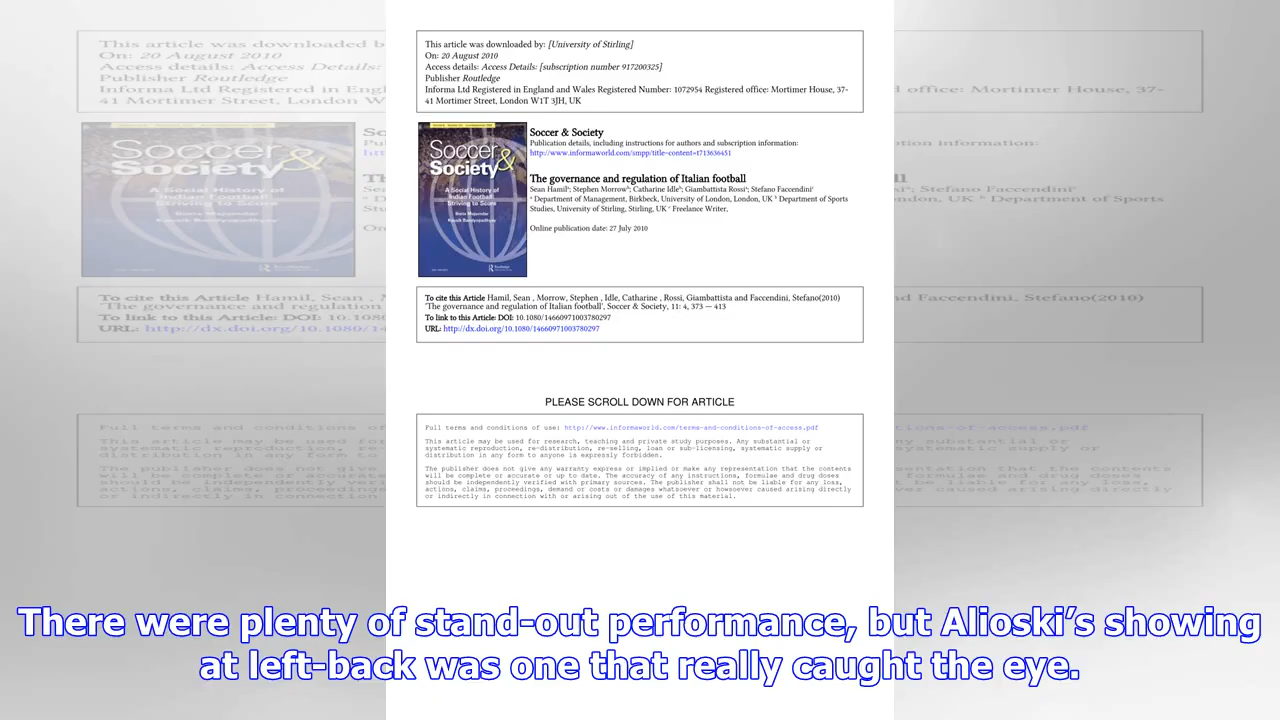 This article was downloaded by: [University of Stirling]
On: 20 August 2010
Access details: Access Details: [subscription number 917200325]
Publisher Routledge
Informa Ltd Registered in England and Wales Registered Number: 1072954 Registered office: Mortimer House, 37-
41 Mortimer Street, London W1T 3JH, UK
Soccer &
Society
A Social History of
Indian Football:
Striving to Score
Soccer & Society
Publication details, including instructions for authors and subscription information:
http://www.informaworld.com/smpp/title~content=t713636451
The governance and regulation of Italian football
Sean Hamilᵃ; Stephen Morrowᵇ; Catharine Idleᵇ; Giambattista Rossiᵃ; Stefano Faccendiniᶜ
ᵃ Department of Management, Birkbeck, University of London, London, UK ᵇ Department of Sports
Studies, University of Stirling, Stirling, UK ᶜ Freelance Writer,
Online publication date: 27 July 2010
To cite this Article Hamil, Sean , Morrow, Stephen , Idle, Catharine , Rossi, Giambattista and Faccendini, Stefano(2010)
'The governance and regulation of Italian football', Soccer & Society, 11: 4, 373 — 413
To link to this Article: DOI: 10.1080/14660971003780297
URL: http://dx.doi.org/10.1080/14660971003780297
PLEASE SCROLL DOWN FOR ARTICLE
Full terms and conditions of use: http://www.informaworld.com/terms-and-conditions-of-access.pdf
This article may be used for research, teaching and private study purposes. Any substantial or
systematic reproduction, re-distribution, re-selling, loan or sub-licensing, systematic supply or
distribution in any form to anyone is expressly forbidden.
The publisher does not give any warranty express or implied or make any representation that the contents
will be complete or accurate or up to date. The accuracy of any instructions, formulae and drug doses
should be independently verified with primary sources. The publisher shall not be liable for any loss,
actions, claims, proceedings, demand or costs or damages whatsoever or howsoever caused arising directly
or indirectly in connection with or arising out of the use of this material.
There were plenty of stand-out performance, but Alioski’s showing
at left-back was one that really caught the eye.